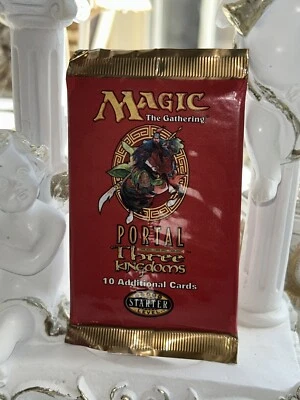 MAGIC
The Gathering
PORTAL
Three
Kingdoms
10 Additional Cards
STARTER
LEVEL